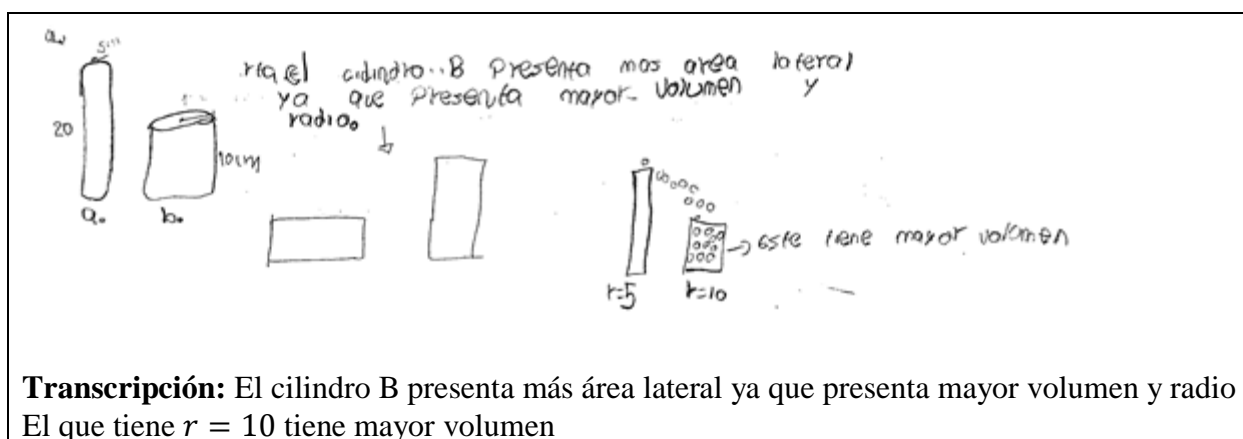 a.
5cm
rta el cilindro B presenta mas area lateral
ya que presenta mayor volumen y
radio.
20
10cm
a. b.
este tiene mayor volumen
r=5 r=10
Transcripción: El cilindro B presenta más área lateral ya que presenta mayor volumen y radio
El que tiene r = 10 tiene mayor volumen